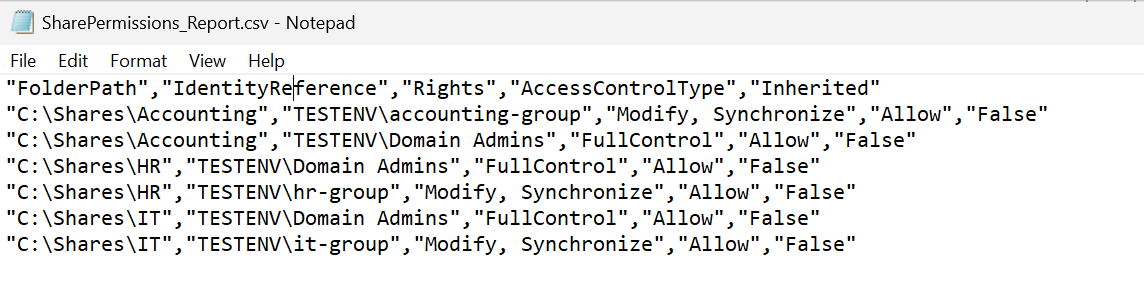 SharePermissions_Report.csv - Notepad
File Edit Format View Help
"FolderPath","IdentityReference","Rights","AccessControlType","Inherited"
"C:\Shares\Accounting","TESTENV\accounting-group","Modify, Synchronize","Allow","False"
"C:\Shares\Accounting","TESTENV\Domain Admins","FullControl","Allow","False"
"C:\Shares\HR","TESTENV\Domain Admins","FullControl","Allow","False"
"C:\Shares\HR","TESTENV\hr-group","Modify, Synchronize","Allow","False"
"C:\Shares\IT","TESTENV\Domain Admins","FullControl","Allow","False"
"C:\Shares\IT","TESTENV\it-group","Modify, Synchronize","Allow","False"